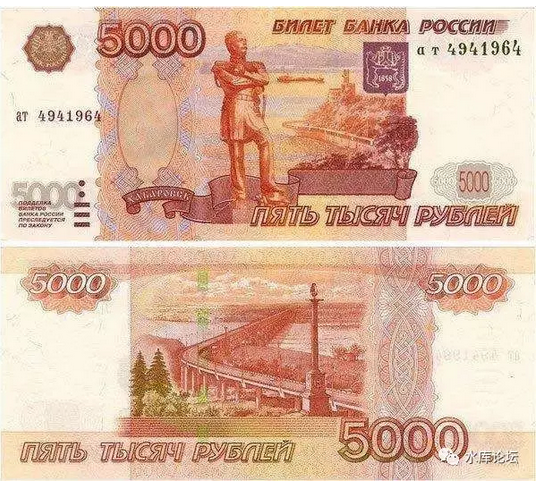 5000
БИЛЕТ БАНКА РОССИИ
ат 4941964
1858
ат 4941964
5000
5000
ПОДДЕЛКА
БИЛЕТОВ
БАНКА РОССИИ
ПРЕСЛЕДУЕТСЯ
ПО ЗАКОНУ
ХАБАРОВСК
ПЯТЬ ТЫСЯЧ РУБЛЕЙ
5000
5000
ПЯТЬ ТЫСЯЧ РУБЛЕЙ
5000
水库论坛